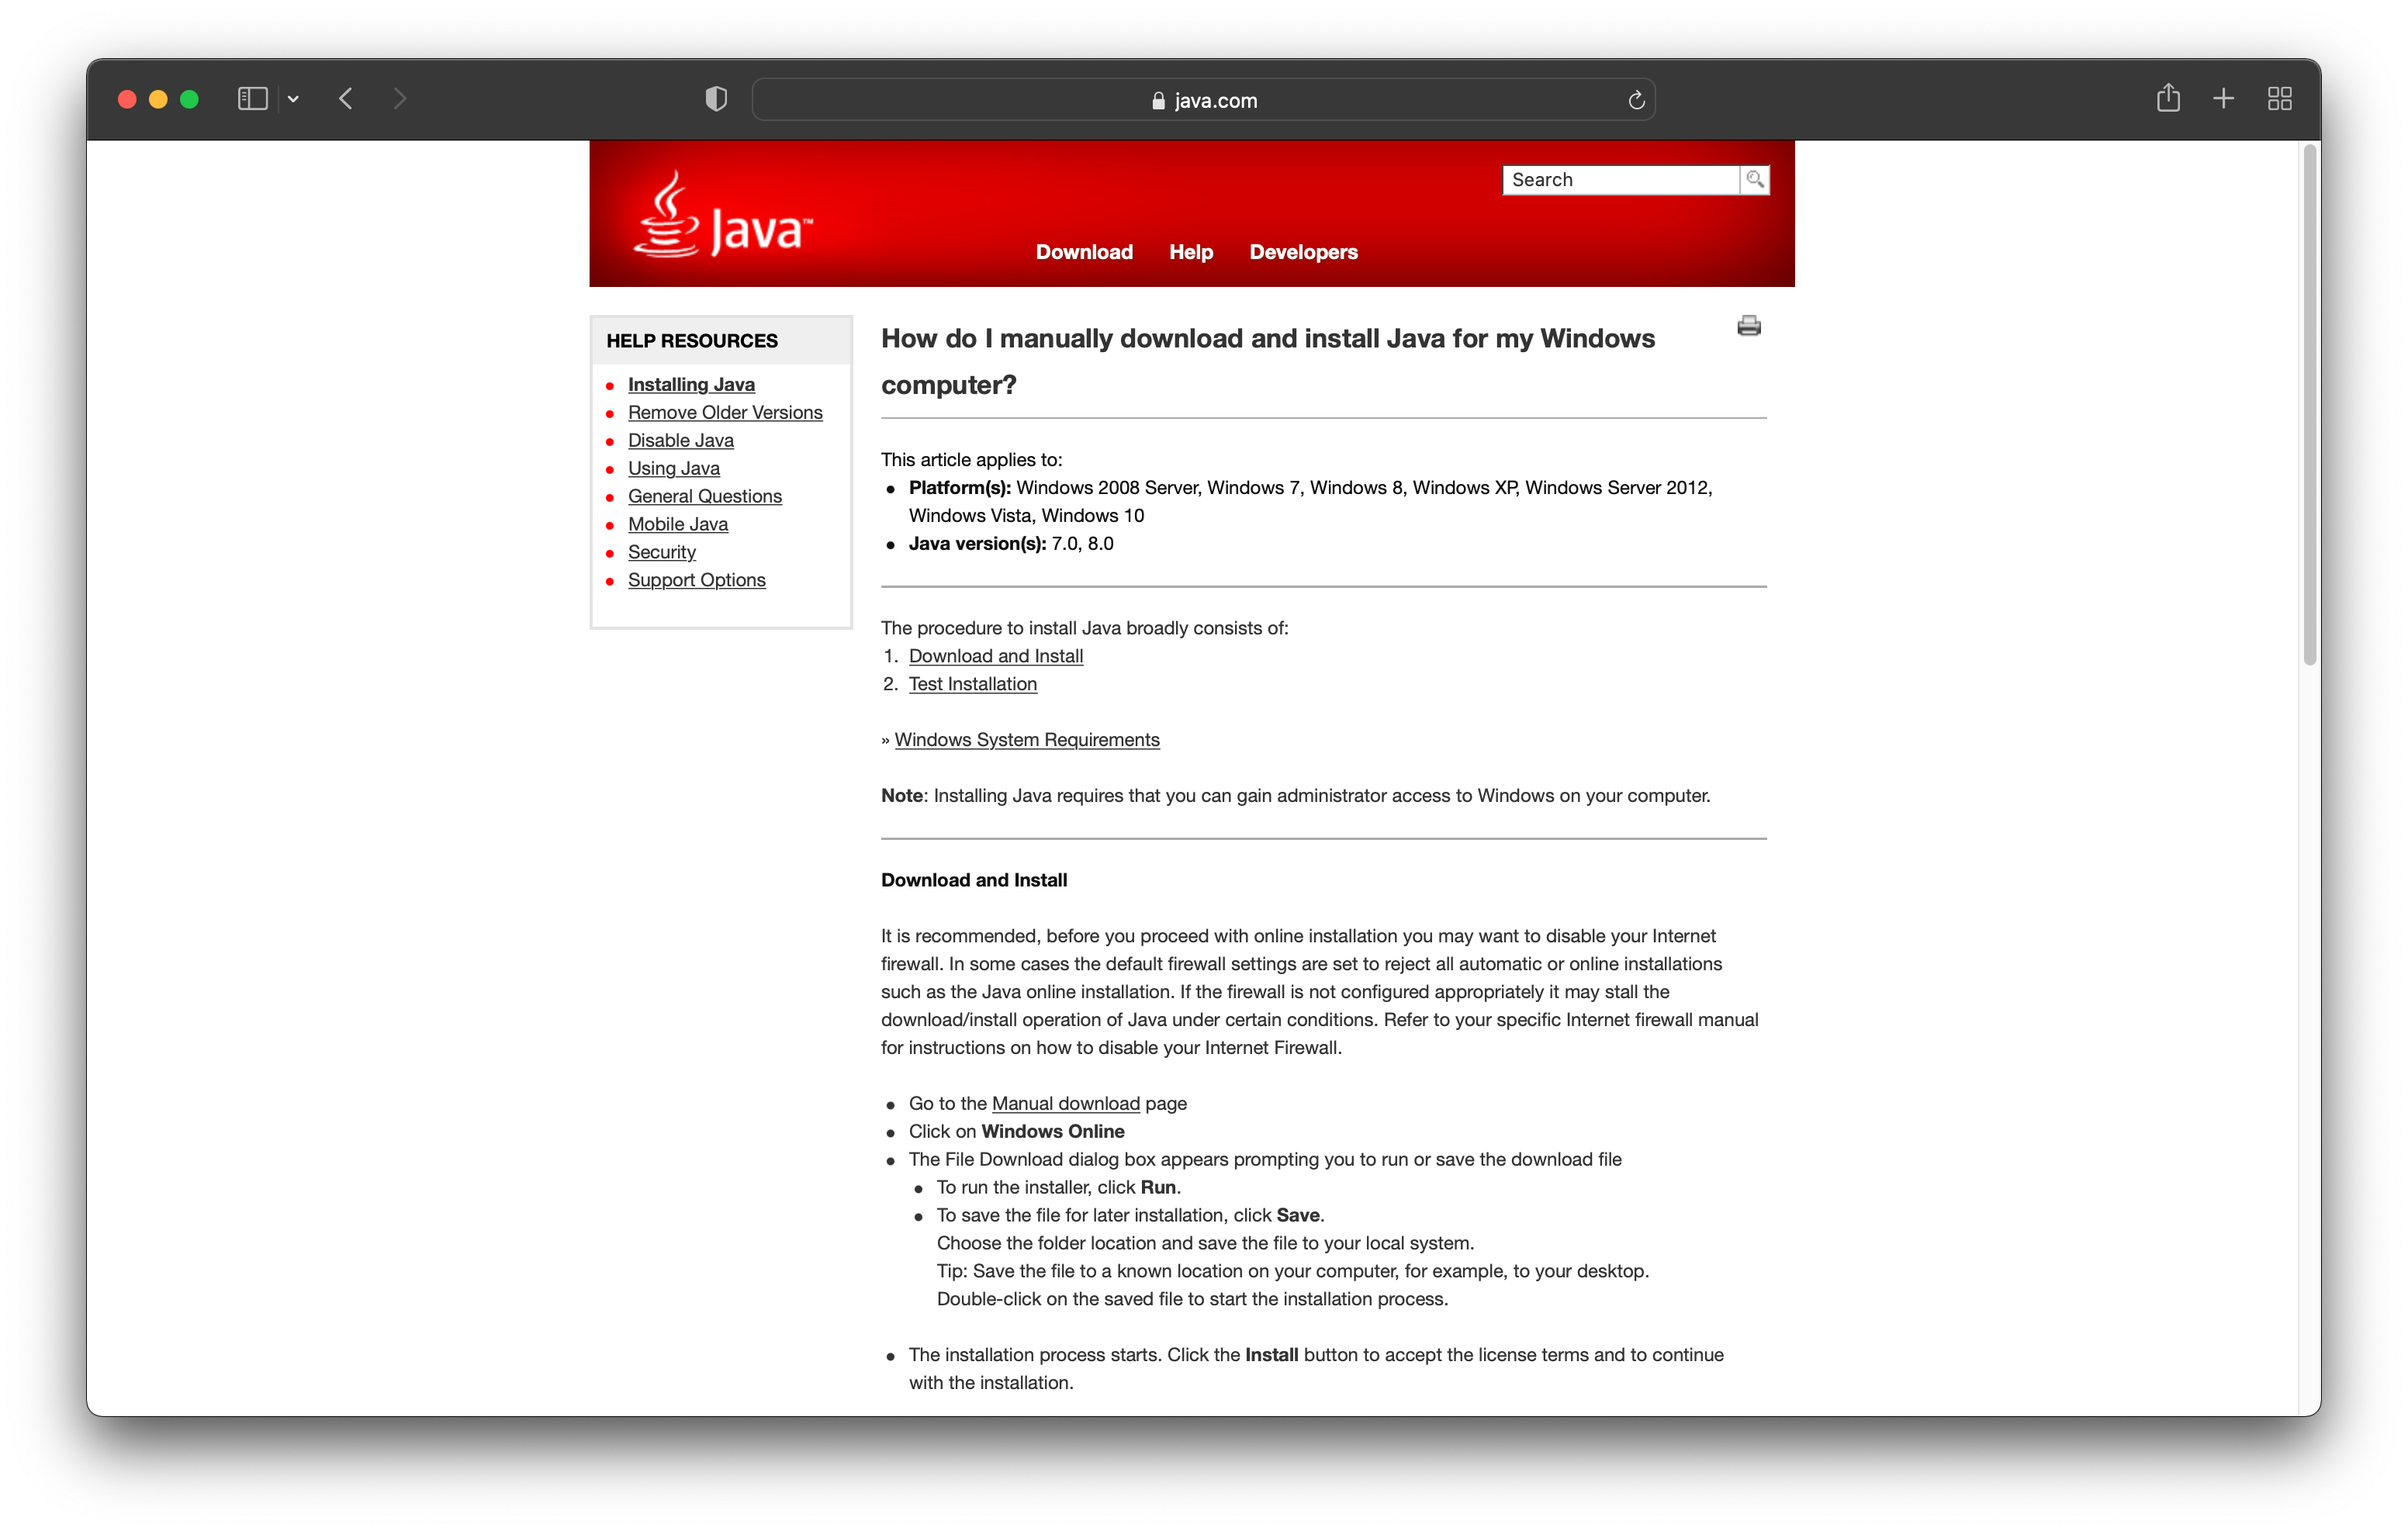 java.com
Java™
Search
Download Help Developers
HELP RESOURCES
Installing Java
Remove Older Versions
Disable Java
Using Java
General Questions
Mobile Java
Security
Support Options
How do I manually download and install Java for my Windows
computer?
This article applies to:
Platform(s): Windows 2008 Server, Windows 7, Windows 8, Windows XP, Windows Server 2012,
Windows Vista, Windows 10
Java version(s): 7.0, 8.0
The procedure to install Java broadly consists of:
1. Download and Install
2. Test Installation
» Windows System Requirements
Note: Installing Java requires that you can gain administrator access to Windows on your computer.
Download and Install
It is recommended, before you proceed with online installation you may want to disable your Internet
firewall. In some cases the default firewall settings are set to reject all automatic or online installations
such as the Java online installation. If the firewall is not configured appropriately it may stall the
download/install operation of Java under certain conditions. Refer to your specific Internet firewall manual
for instructions on how to disable your Internet Firewall.
Go to the Manual download page
Click on Windows Online
The File Download dialog box appears prompting you to run or save the download file
To run the installer, click Run.
To save the file for later installation, click Save.
Choose the folder location and save the file to your local system.
Tip: Save the file to a known location on your computer, for example, to your desktop.
Double-click on the saved file to start the installation process.
The installation process starts. Click the Install button to accept the license terms and to continue
with the installation.